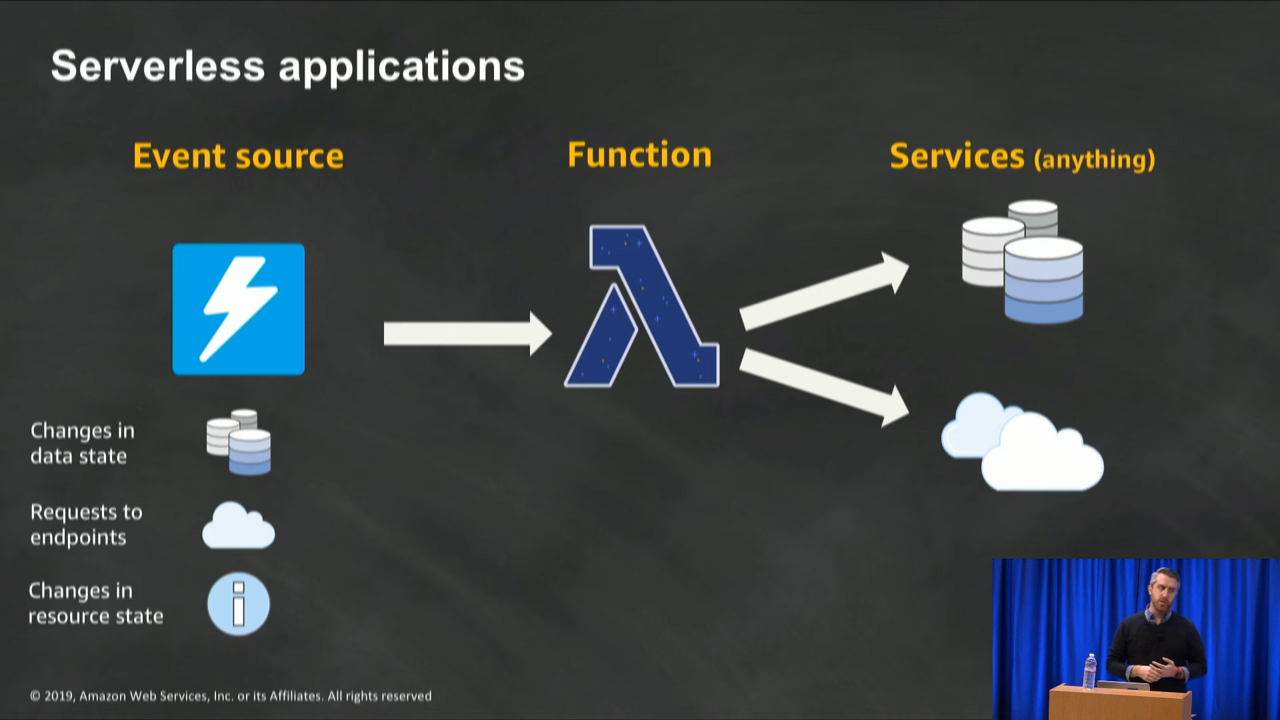 Serverless applications
Event source
Function
Services (anything)
Changes in
data state
Requests to
endpoints
Changes in
resource state
© 2019, Amazon Web Services, Inc. or its Affiliates. All rights reserved